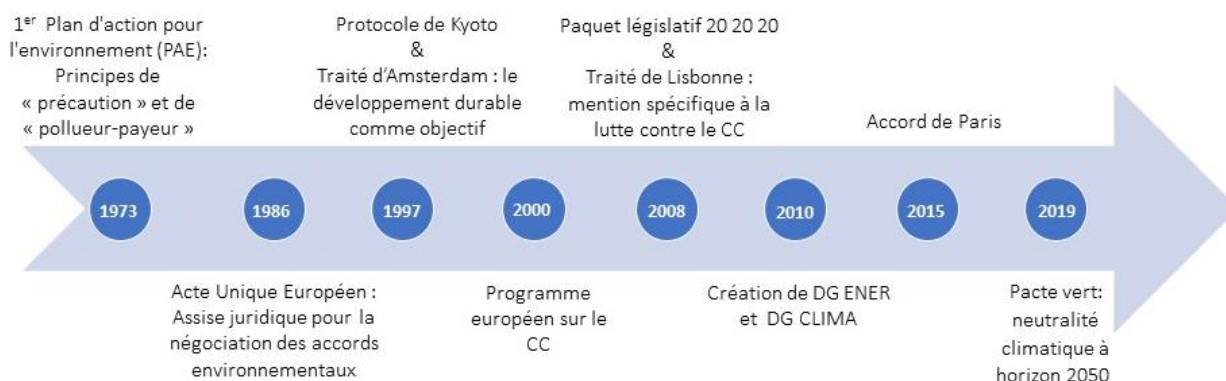 1er Plan d'action pour
l'environnement (PAE):
Principes de
« précaution » et de
« pollueur-payeur »
Protocole de Kyoto
&
Traité d'Amsterdam : le
développement durable
comme objectif
Paquet législatif 20 20 20
&
Traité de Lisbonne :
mention spécifique à la
lutte contre le CC
Accord de Paris
1973
1986
1997
2000
2008
2010
2015
2019
Acte Unique Européen :
Assise juridique pour la
négociation des accords
environnementaux
Programme
européen sur le
CC
Création de DG ENER
et DG CLIMA
Pacte vert:
neutralité
climatique à
horizon 2050